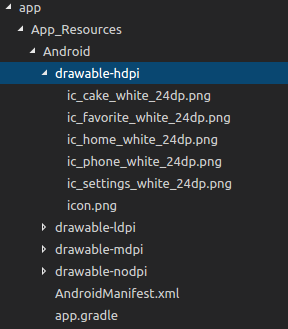 app
App_Resources
Android
drawable-hdpi
ic_cake_white_24dp.png
ic_favorite_white_24dp.png
ic_home_white_24dp.png
ic_phone_white_24dp.png
ic_settings_white_24dp.png
icon.png
drawable-ldpi
drawable-mdpi
drawable-nodpi
AndroidManifest.xml
app.gradle